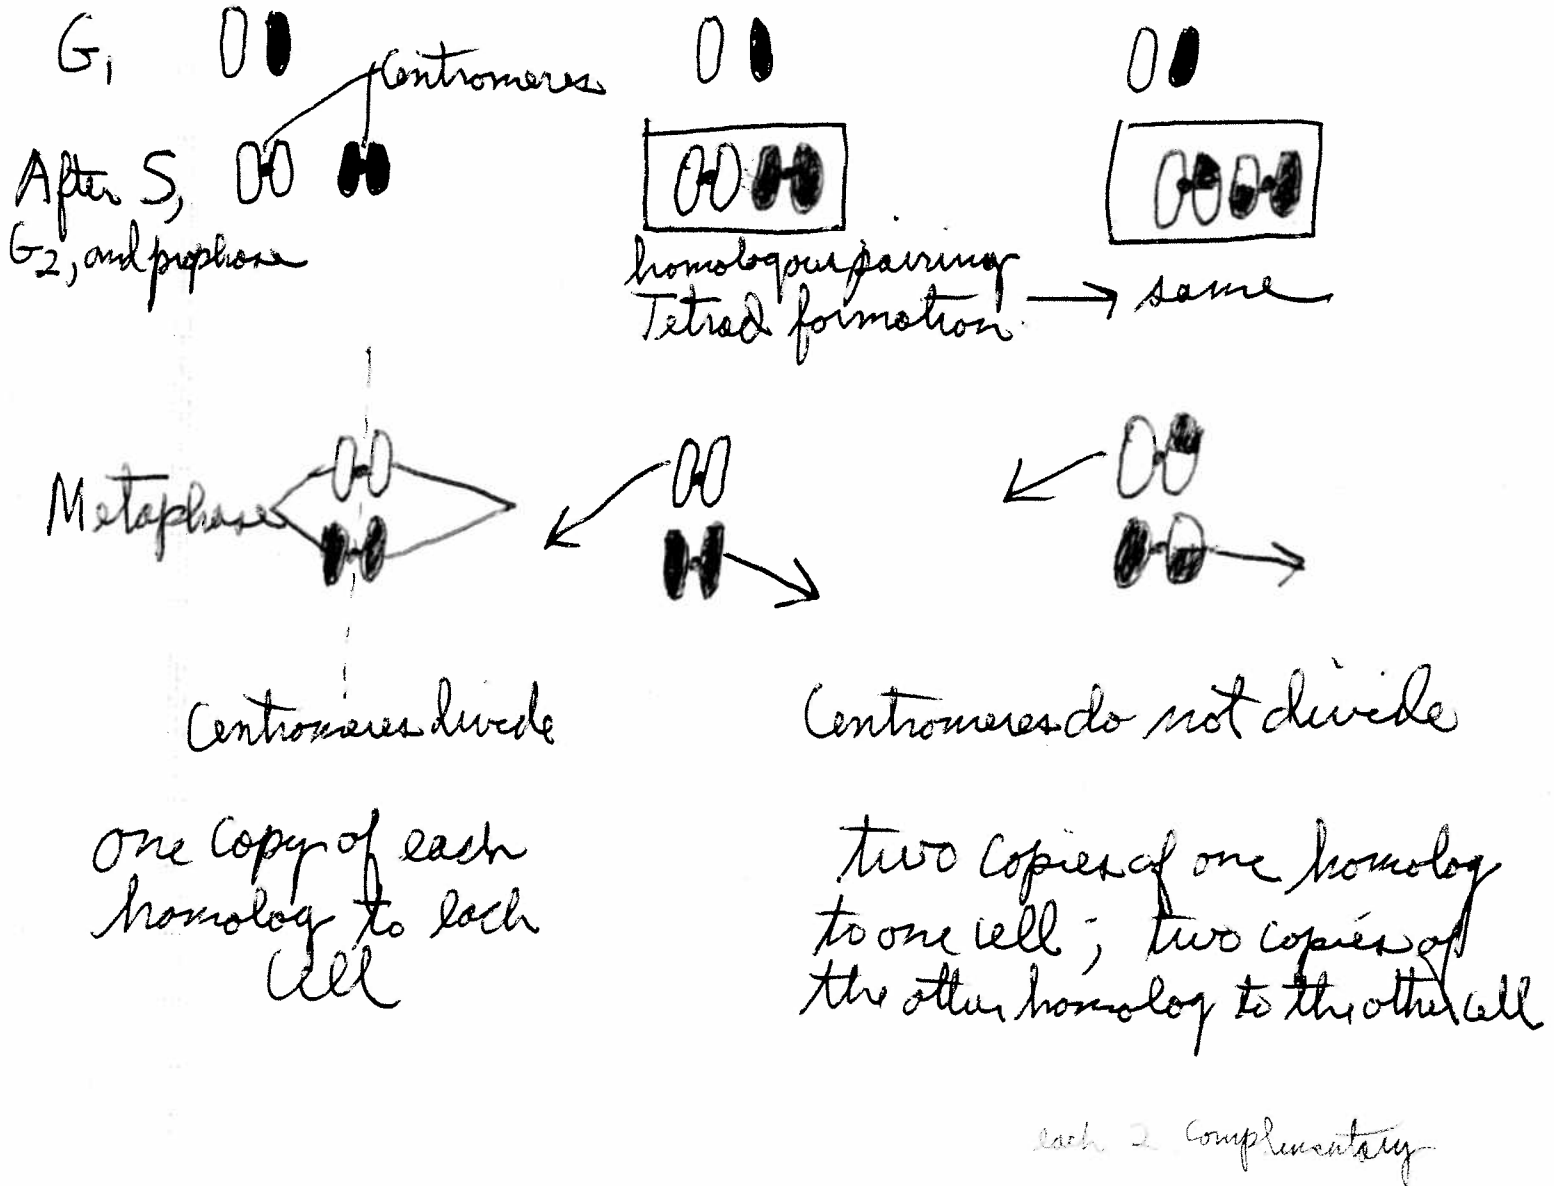 G1
Centromeres
After S,
G2, and prophase
homologous pairing
Tetrad formation → same
Metaphase
Centromeres divide
Centromeres do not divide
one copy of each
homolog to each
cell
two copies of one homolog
to one cell; two copies of
the other homolog to the other cell
each 2 complementary